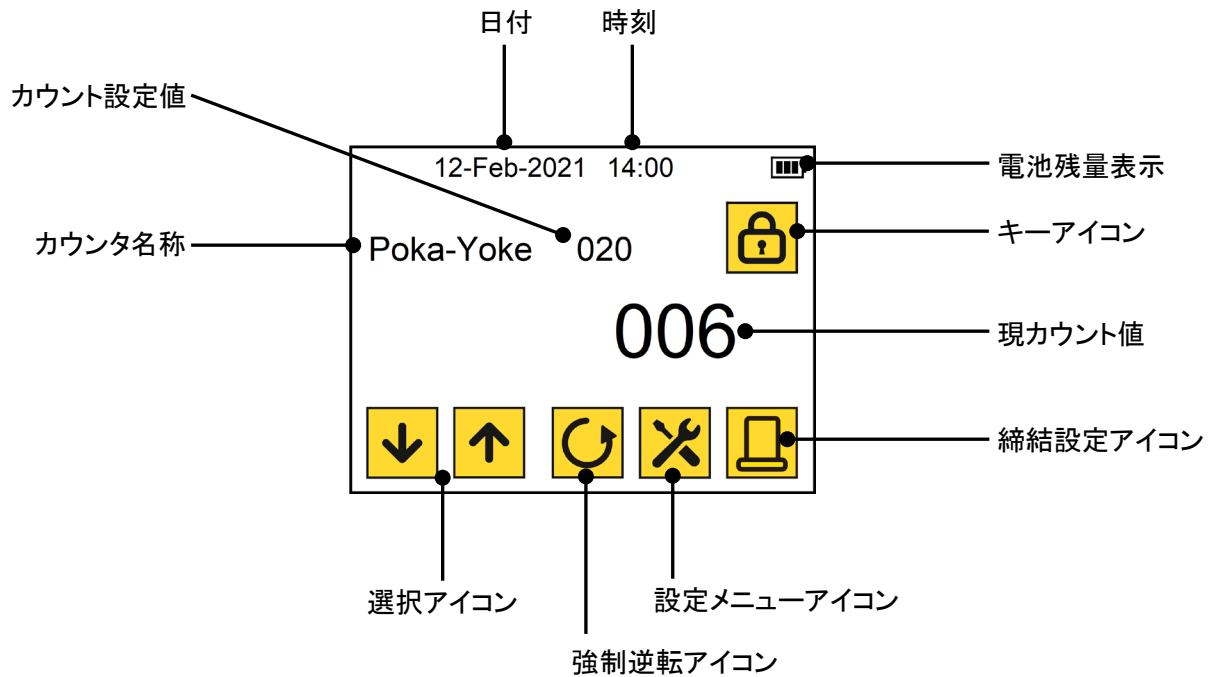 日付 時刻
カウント設定値
12-Feb-2021 14:00
電池残量表示
キーアイコン
カウンタ名称
Poka-Yoke 020
006
現カウント値
締結設定アイコン
選択アイコン
設定メニューアイコン
強制逆転アイコン